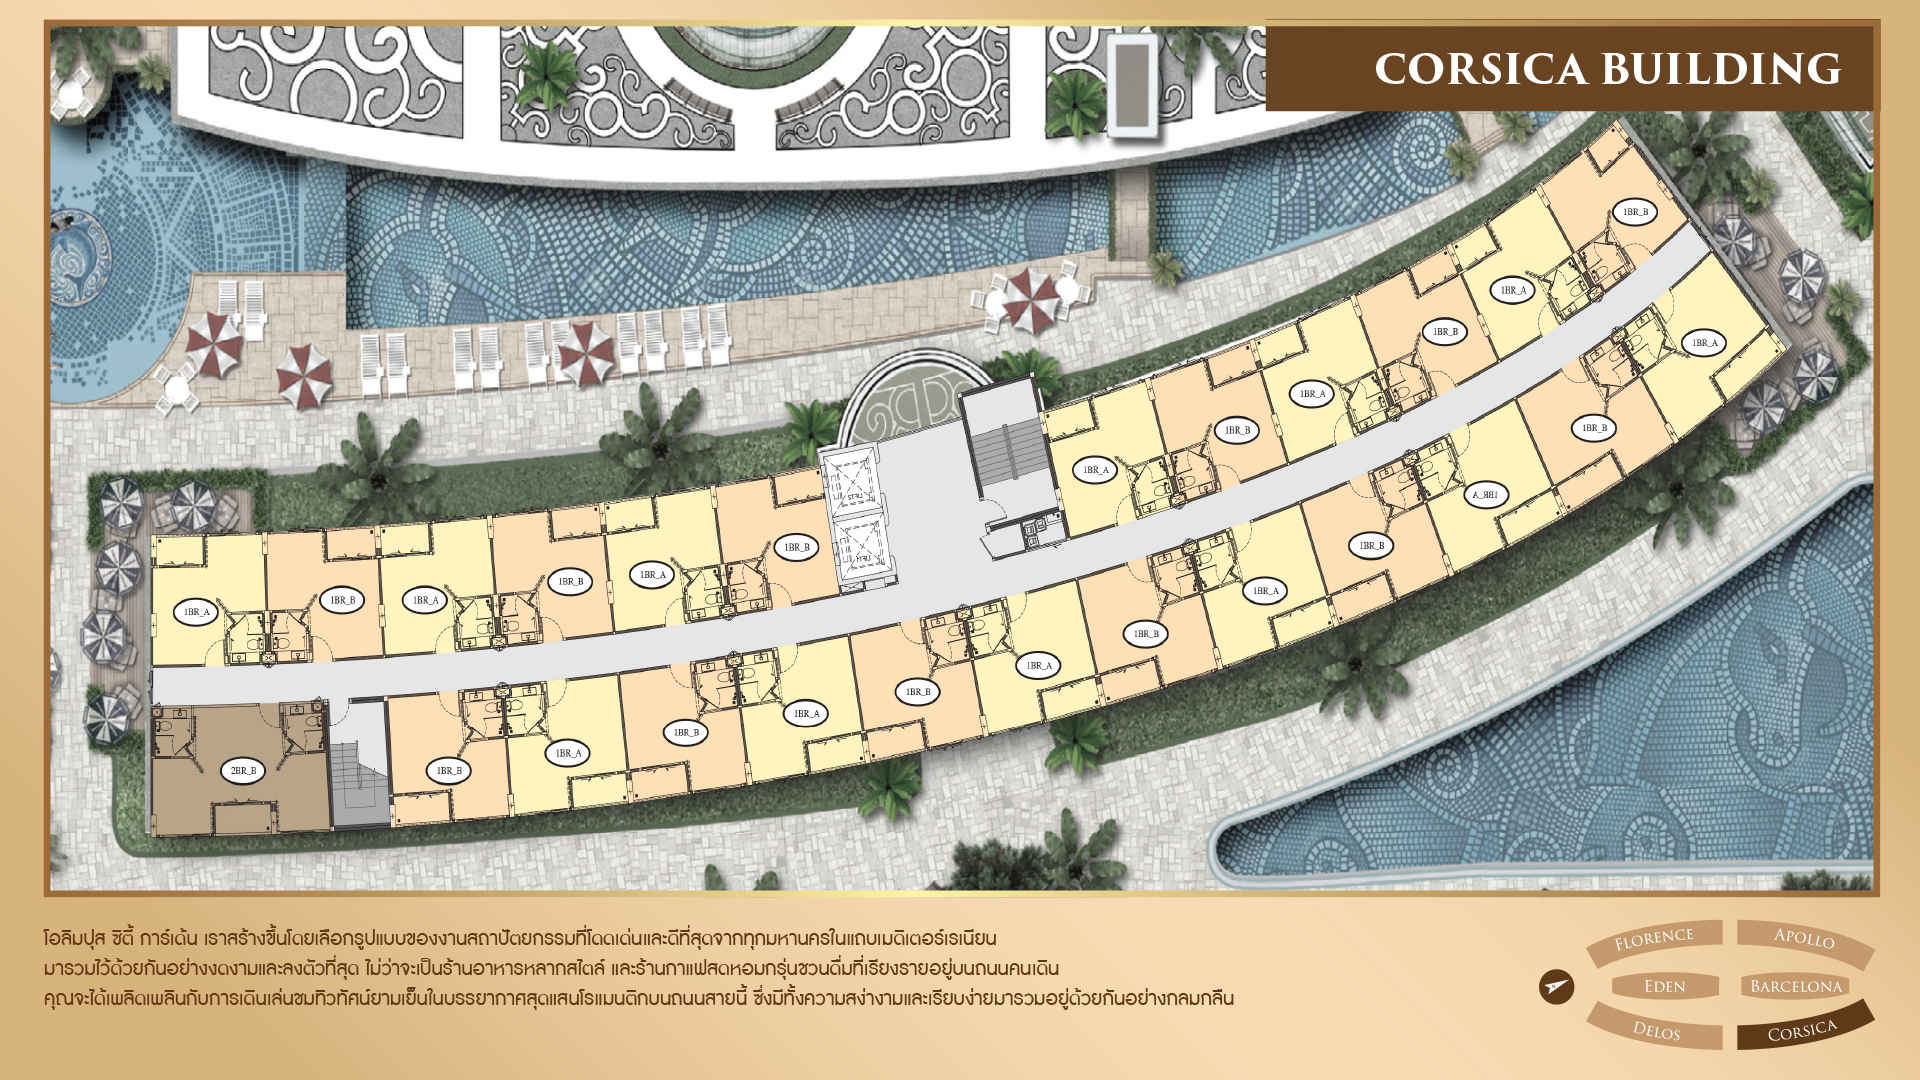 CORSICA BUILDING
1BR_B
1BR_A
1BR_B
1BR_A
1BR_A
1BR_B
1BR_B
1BR_A
1BR_A
1BR_B
1BR_A
1BR_B
1BR_A
1BR_B
1BR_A
1BR_B
1BR_A
1BR_B
1BR_A
1BR_B
1BR_A
1BR_B
1BR_A
1BR_B
1BR_A
1BR_B
2BR_B
1BR_B
โอลิมปุส ซิตี้ การ์เด้น เราสร้างขึ้นโดยเลือกรูปแบบของงานสถาปัตยกรรมที่โดดเด่นและดีที่สุดจากทุกมหานครในแถบเมดิเตอร์เรเนียน
มารวมไว้ด้วยกันอย่างงดงามและลงตัวที่สุด ไม่ว่าจะเป็นร้านอาหารหลากสไตล์ และร้านกาแฟสดหอมกรุ่นชวนดื่มที่เรียงรายอยู่บนถนนคนเดิน
คุณจะได้เพลิดเพลินกับการเดินเล่นชมทิวทัศน์ยามเย็นในบรรยากาศสุดแสนโรแมนติกบนถนนสายนี้ ซึ่งมีทั้งความสง่างามและเรียบง่ายมารวมอยู่ด้วยกันอย่างกลมกลืน
FLORENCE
APOLLO
EDEN
BARCELONA
DELOS
CORSICA